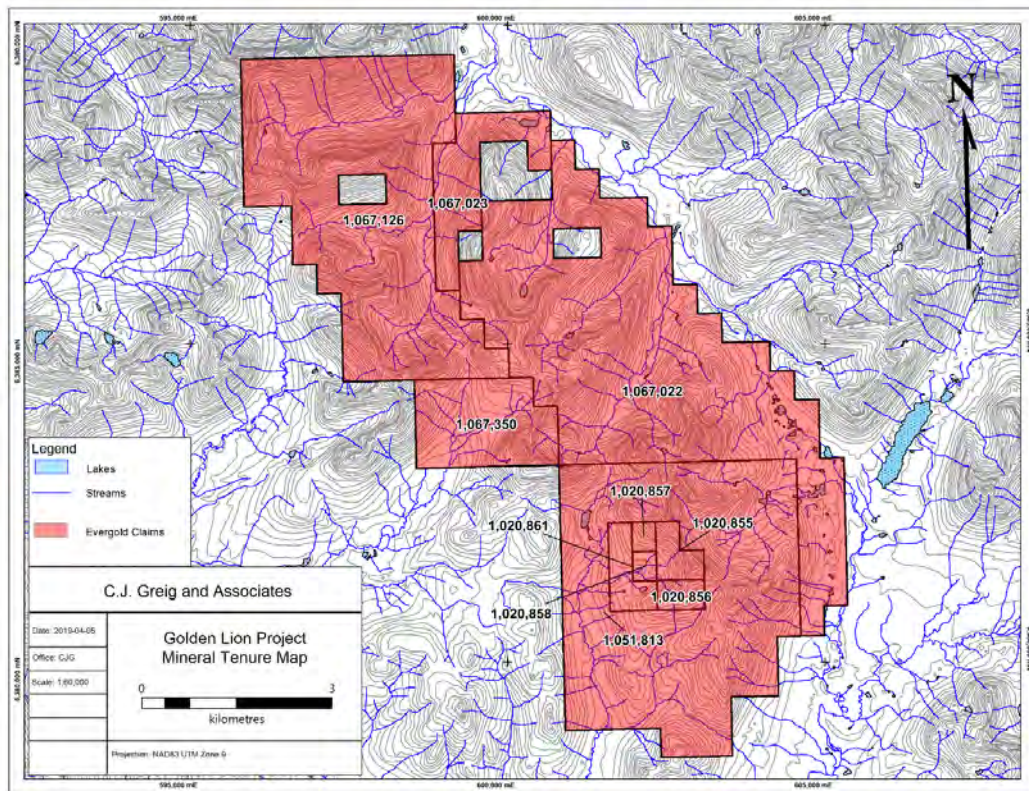 595,000 mE 600,000 mE 605,000 mE
N
1,067,126
1,067,023
1,067,022
1,067,350
1,020,857
1,020,861
1,020,855
1,020,858
1,020,856
1,051,813
Legend
Lakes
Streams
Evergold Claims
C.J. Greig and Associates
Date: 2019-04-05
Office: CJG
Scale: 1:60,000
Golden Lion Project
Mineral Tenure Map
0 3
kilometres
Projection: NAD83 UTM Zone 9
595,000 mE 600,000 mE 605,000 mE